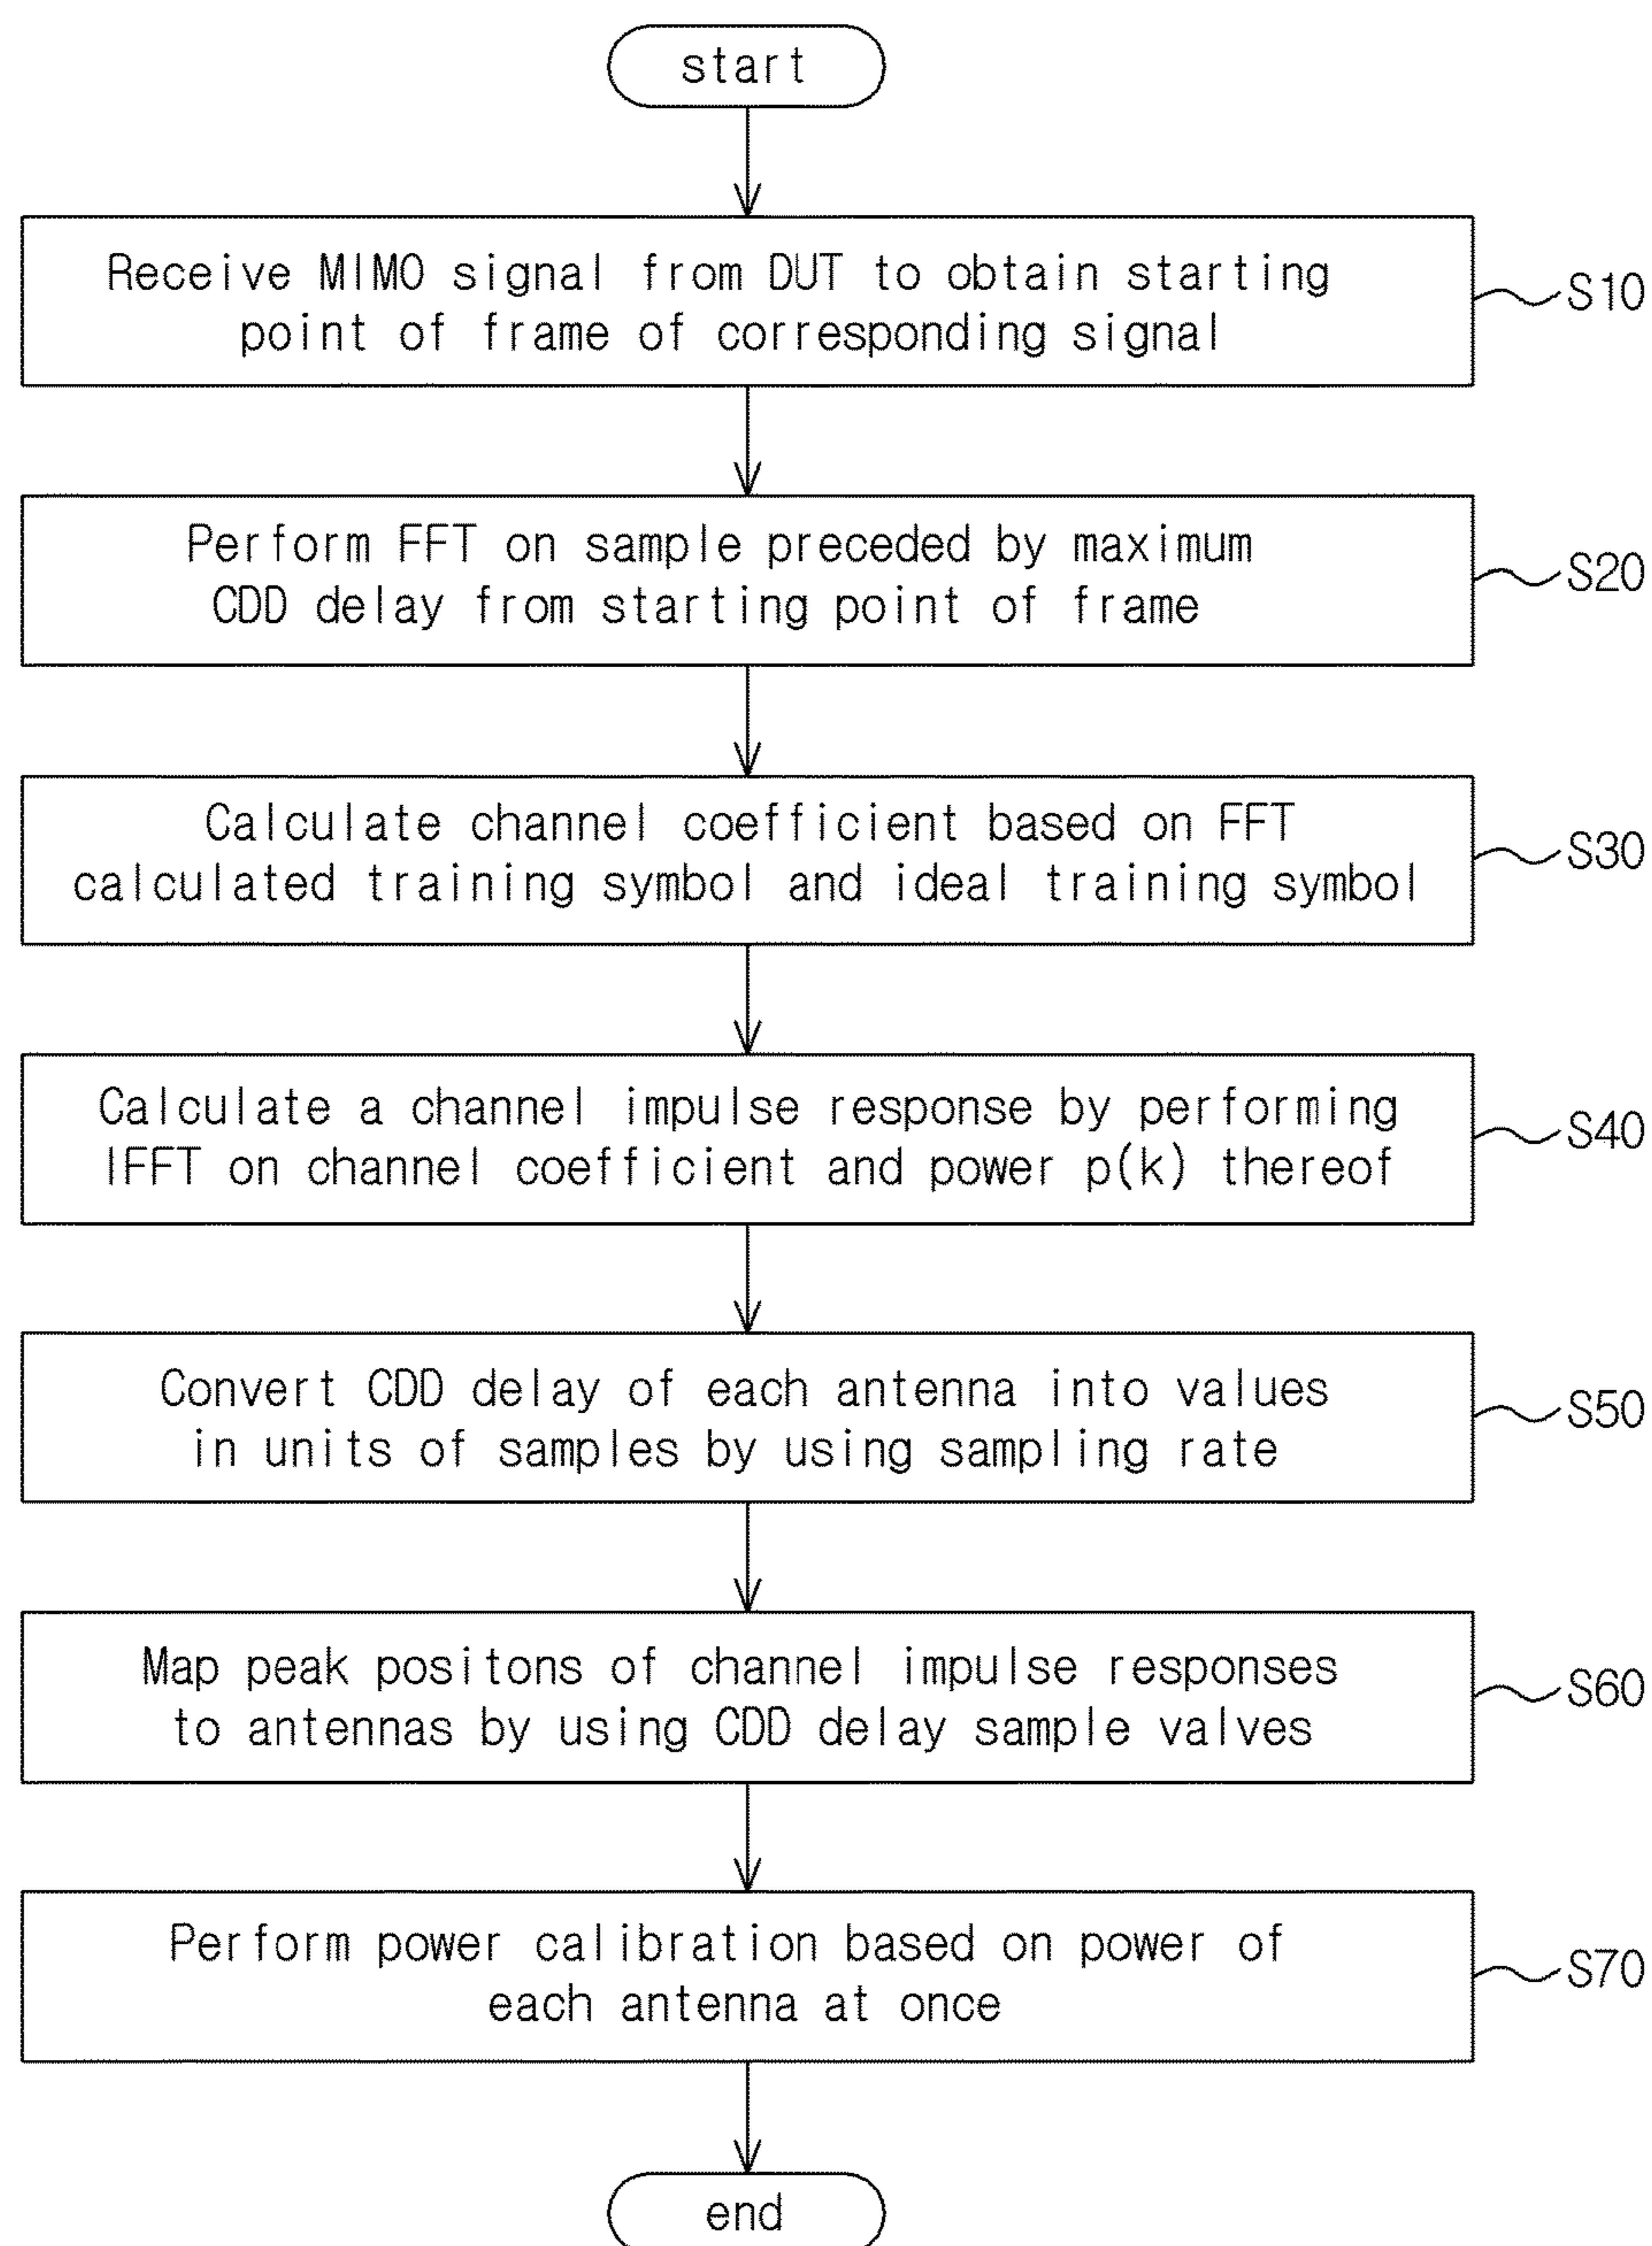 start
Receive MIMO signal from DUT to obtain starting
point of frame of corresponding signal
S10
Perform FFT on sample preceded by maximum
CDD delay from starting point of frame
S20
Calculate channel coefficient based on FFT
calculated training symbol and ideal training symbol
S30
Calculate a channel impulse response by performing
IFFT on channel coefficient and power p(k) thereof
S40
Convert CDD delay of each antenna into values
in units of samples by using sampling rate
S50
Map peak positons of channel impulse responses
to antennas by using CDD delay sample valves
S60
Perform power calibration based on power of
each antenna at once
S70
end